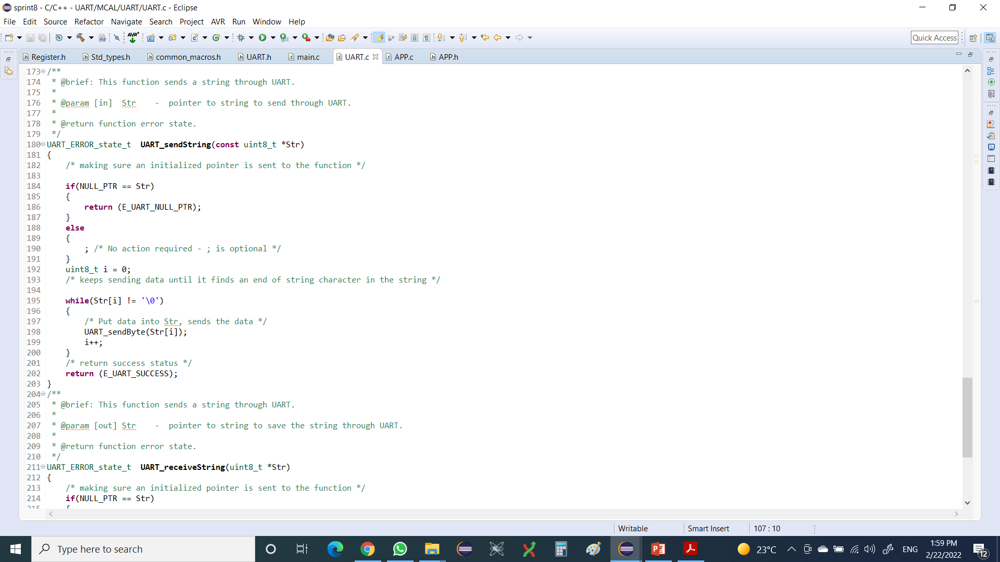 sprint8 - C/C++ - UART/MCAL/UART/UART.c - Eclipse
File Edit Source Refactor Navigate Search Project AVR Run Window Help
Quick Access
Register.h Std_types.h common_macros.h UART.h main.c UART.c APP.c APP.h
173 /**
174 * @brief: This function sends a string through UART.
175 *
176 * @param [in]  Str    -  pointer to string to send through UART.
177 *
178 * @return function error state.
179 */
180 UART_ERROR_state_t  UART_sendString(const uint8_t *Str)
181 {
182     /* making sure an initialized pointer is sent to the function */
183
184     if(NULL_PTR == Str)
185     {
186         return (E_UART_NULL_PTR);
187     }
188     else
189     {
190         ; /* No action required - ; is optional */
191     }
192     uint8_t i = 0;
193     /* keeps sending data until it finds an end of string character in the string */
194
195     while(Str[i] != '\0')
196     {
197         /* Put data into Str, sends the data */
198         UART_sendByte(Str[i]);
199         i++;
200     }
201     /* return success status */
202     return (E_UART_SUCCESS);
203 }
204 /**
205 * @brief: This function sends a string through UART.
206 *
207 * @param [out] Str    -  pointer to string to save the string through UART.
208 *
209 * @return function error state.
210 */
211 UART_ERROR_state_t  UART_receiveString(uint8_t *Str)
212 {
213     /* making sure an initialized pointer is sent to the function */
214     if(NULL_PTR == Str)
215     {
Writable Smart Insert 107 : 10
Type here to search
23°C ENG 1:59 PM
2/22/2022 12